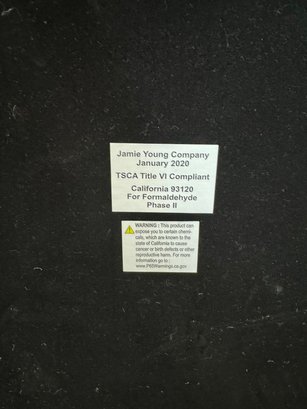 Jamie Young Company
January 2020
TSCA Title VI Compliant
California 93120
For Formaldehyde
Phase II
WARNING : This product can
expose you to certain chemi-
cals, which are known to the
state of California to cause
cancer or birth defects or other
reproductive harm. For more
information go to :
www.P65Warnings.ca.gov